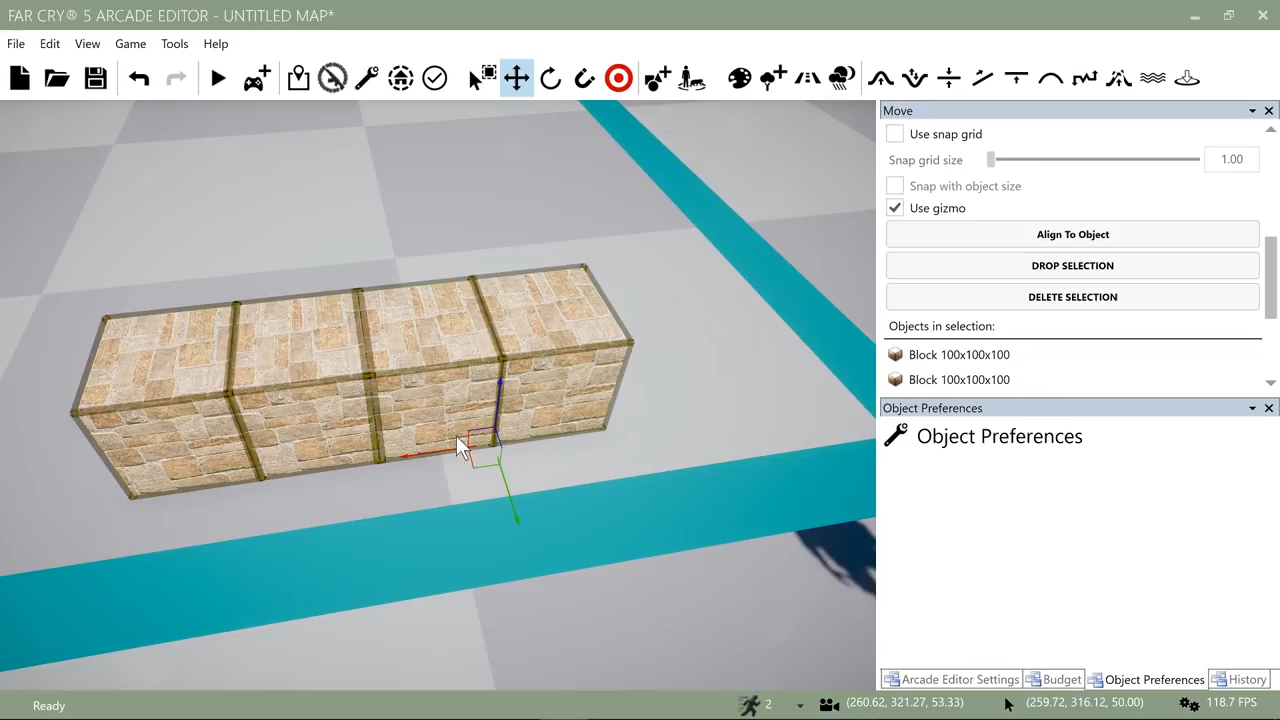 FAR CRY® 5 ARCADE EDITOR - UNTITLED MAP*
File Edit View Game Tools Help
Move
Use snap grid
Snap grid size 1.00
Snap with object size
Use gizmo
Align To Object
DROP SELECTION
DELETE SELECTION
Objects in selection:
Block 100x100x100
Block 100x100x100
Object Preferences
Object Preferences
Arcade Editor Settings Budget Object Preferences History
Ready 2 (260.62, 321.27, 53.33) (259.72, 316.12, 50.00) 118.7 FPS